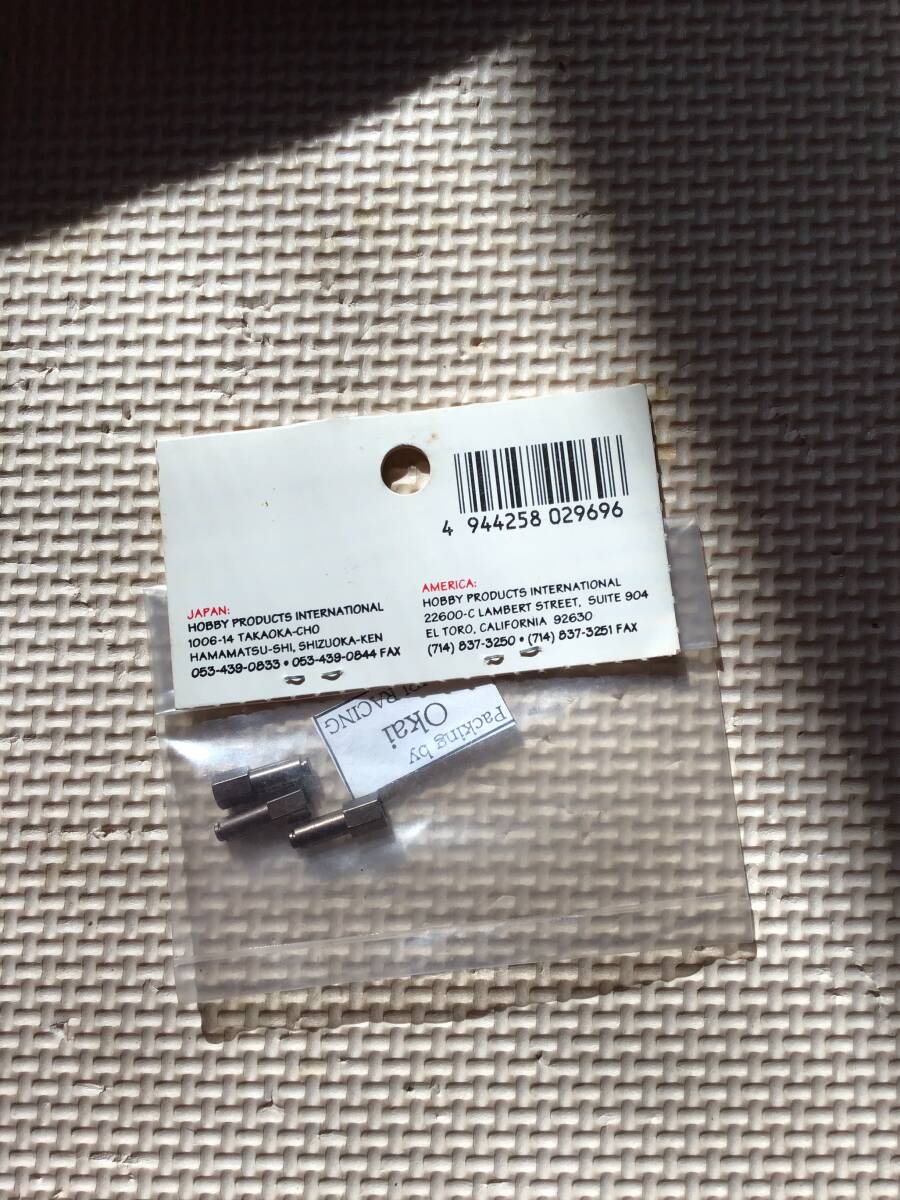 4 944258 029696
JAPAN:
HOBBY PRODUCTS INTERNATIONAL
1006-14 TAKAOKA-CHO
HAMAMATSU-SHI, SHIZUOKA-KEN
053-439-0833 • 053-439-0844 FAX
AMERICA:
HOBBY PRODUCTS INTERNATIONAL
22600-C LAMBERT STREET, SUITE 904
EL TORO, CALIFORNIA 92630
(714) 837-3250 • (714) 837-3251 FAX
Packing by
Okai
RACING